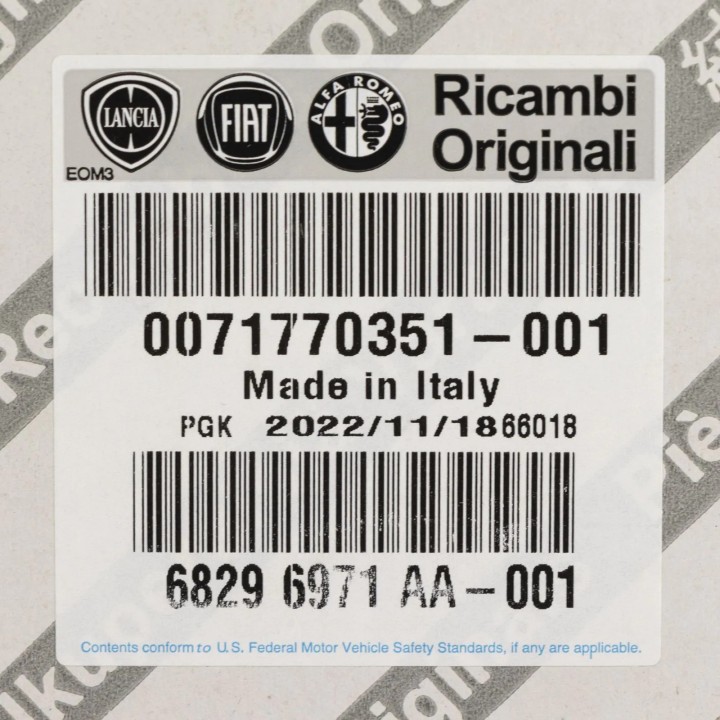 LANCIA
FIAT
ALFA ROMEO
Ricambi
Originali
EOM3
0071770351-001
Made in Italy
PGK 2022/11/1866018
6829 6971 AA-001
Contents conform to U.S. Federal Motor Vehicle Safety Standards, if any are applicable.